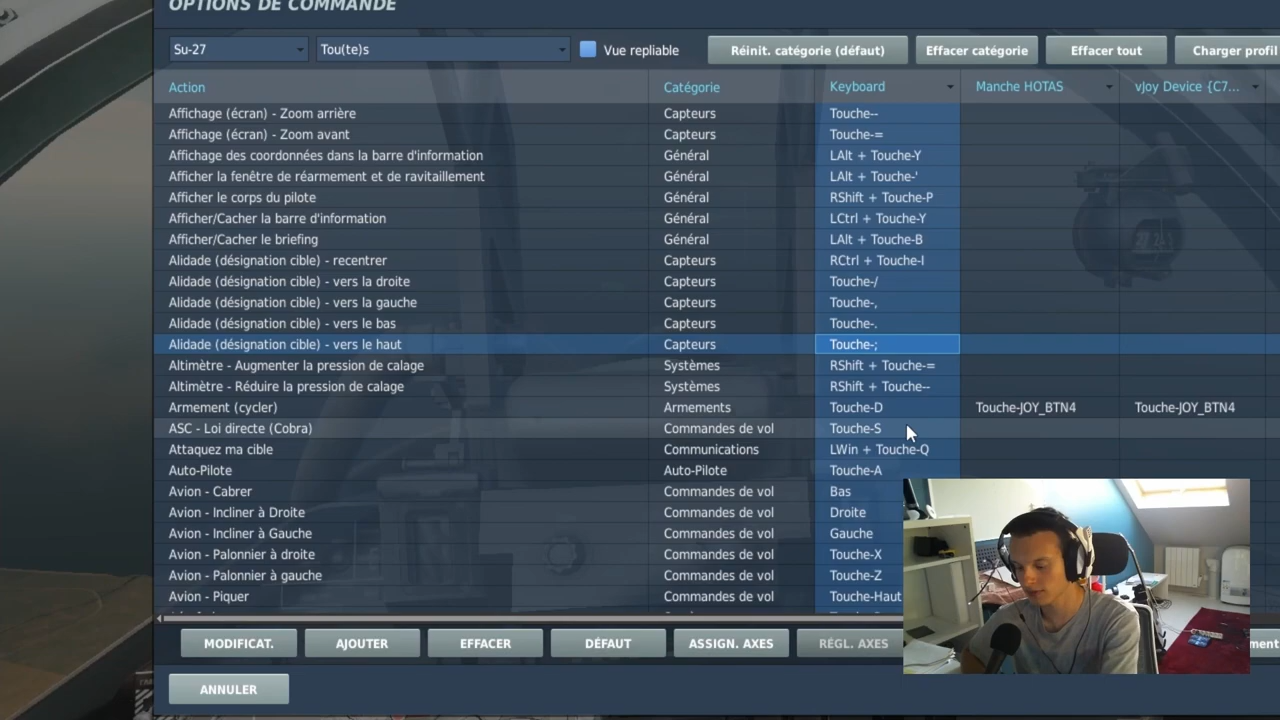 OPTIONS DE COMMANDE
Su-27 Tou(te)s Vue repliable Réinit. catégorie (défaut) Effacer catégorie Effacer tout Charger profil
Action Catégorie Keyboard Manche HOTAS vJoy Device {C7...
Affichage (écran) - Zoom arrière Capteurs Touche--
Affichage (écran) - Zoom avant Capteurs Touche-=
Affichage des coordonnées dans la barre d'information Général LAlt + Touche-Y
Afficher la fenêtre de réarmement et de ravitaillement Général LAlt + Touche-'
Afficher le corps du pilote Général RShift + Touche-P
Afficher/Cacher la barre d'information Général LCtrl + Touche-Y
Afficher/Cacher le briefing Général LAlt + Touche-B
Alidade (désignation cible) - recentrer Capteurs RCtrl + Touche-I
Alidade (désignation cible) - vers la droite Capteurs Touche-/
Alidade (désignation cible) - vers la gauche Capteurs Touche-,
Alidade (désignation cible) - vers le bas Capteurs Touche-.
Alidade (désignation cible) - vers le haut Capteurs Touche-;
Altimètre - Augmenter la pression de calage Systèmes RShift + Touche-=
Altimètre - Réduire la pression de calage Systèmes RShift + Touche--
Armement (cycler) Armements Touche-D Touche-JOY_BTN4 Touche-JOY_BTN4
ASC - Loi directe (Cobra) Commandes de vol Touche-S
Attaquez ma cible Communications LWin + Touche-Q
Auto-Pilote Auto-Pilote Touche-A
Avion - Cabrer Commandes de vol Bas
Avion - Incliner à Droite Commandes de vol Droite
Avion - Incliner à Gauche Commandes de vol Gauche
Avion - Palonnier à droite Commandes de vol Touche-X
Avion - Palonnier à gauche Commandes de vol Touche-Z
Avion - Piquer Commandes de vol Touche-Haut
MODIFICAT. AJOUTER EFFACER DÉFAUT ASSIGN. AXES RÉGL. AXES
ANNULER